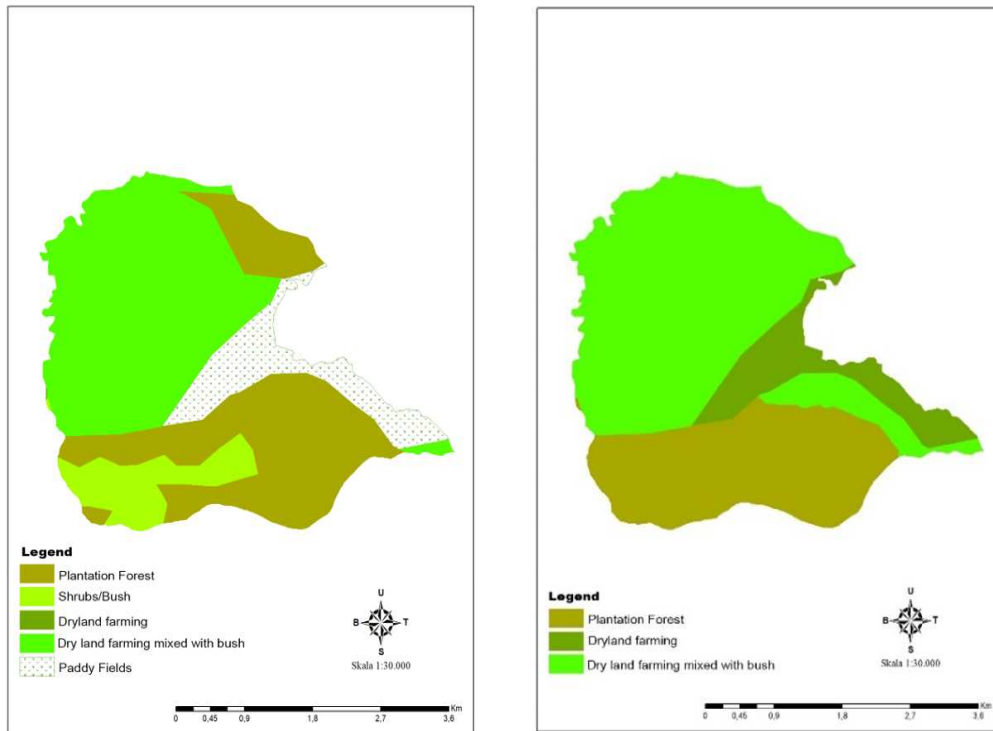 Legend
Plantation Forest
Shrubs/Bush
Dryland farming
Dry land farming mixed with bush
Paddy Fields
U
B T
S
Skala 1:30.000
Km
0 0,45 0,9 1,8 2,7 3,6
Legend
Plantation Forest
Dryland farming
Dry land farming mixed with bush
U
B T
S
Skala 1:30.000
Km
0 0,45 0,9 1,8 2,7 3,6